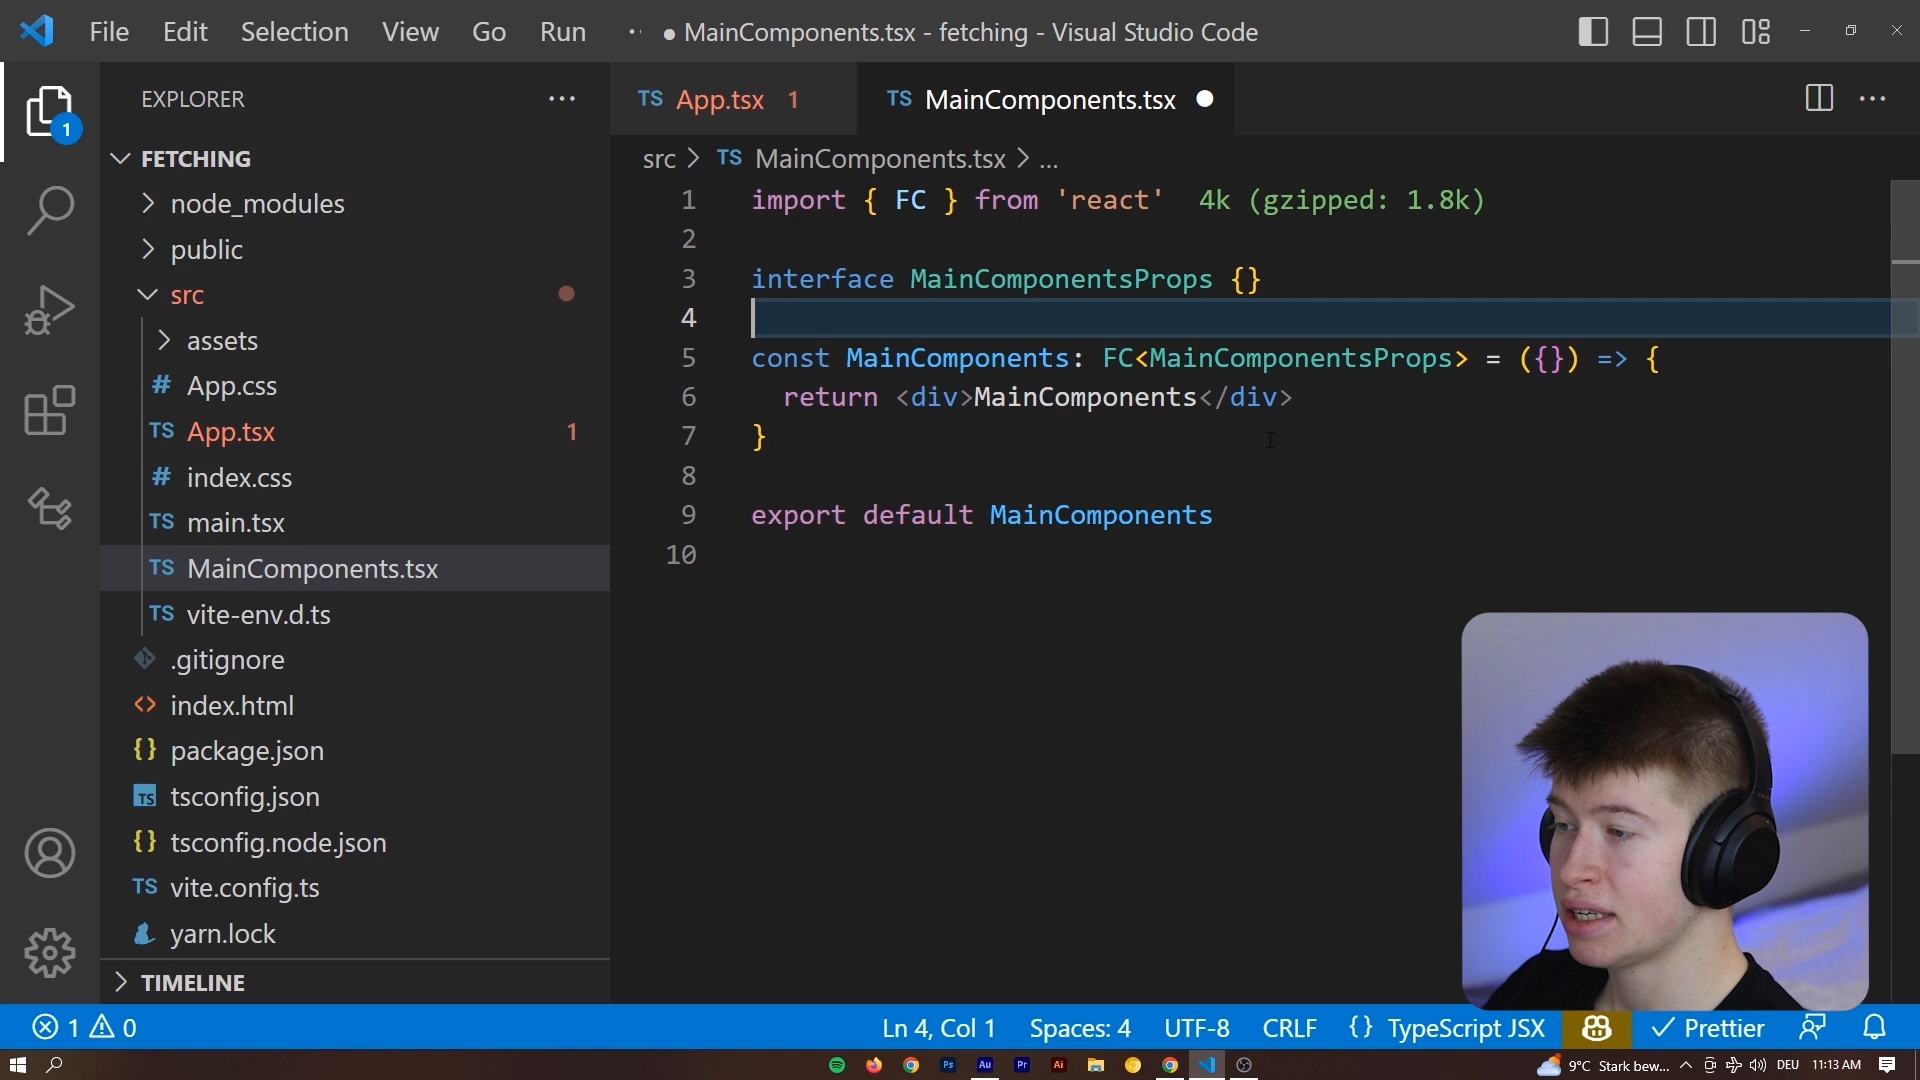 File Edit Selection View Go Run ··
● MainComponents.tsx - fetching - Visual Studio Code
EXPLORER
FETCHING
node_modules
public
src
assets
# App.css
TS App.tsx 1
# index.css
TS main.tsx
TS MainComponents.tsx
TS vite-env.d.ts
.gitignore
<> index.html
{} package.json
TS tsconfig.json
{} tsconfig.node.json
TS vite.config.ts
yarn.lock
TIMELINE
1
TS App.tsx 1
TS MainComponents.tsx ●
src > TS MainComponents.tsx > ...
1 import { FC } from 'react' 4k (gzipped: 1.8k)
2
3 interface MainComponentsProps {}
4
5 const MainComponents: FC<MainComponentsProps> = ({}) => {
6 return <div>MainComponents</div>
7 }
8
9 export default MainComponents
10
1 0 Ln 4, Col 1 Spaces: 4 UTF-8 CRLF {} TypeScript JSX Prettier
Ps Au Pr Ai 9°C Stark bew... DEU 11:13 AM